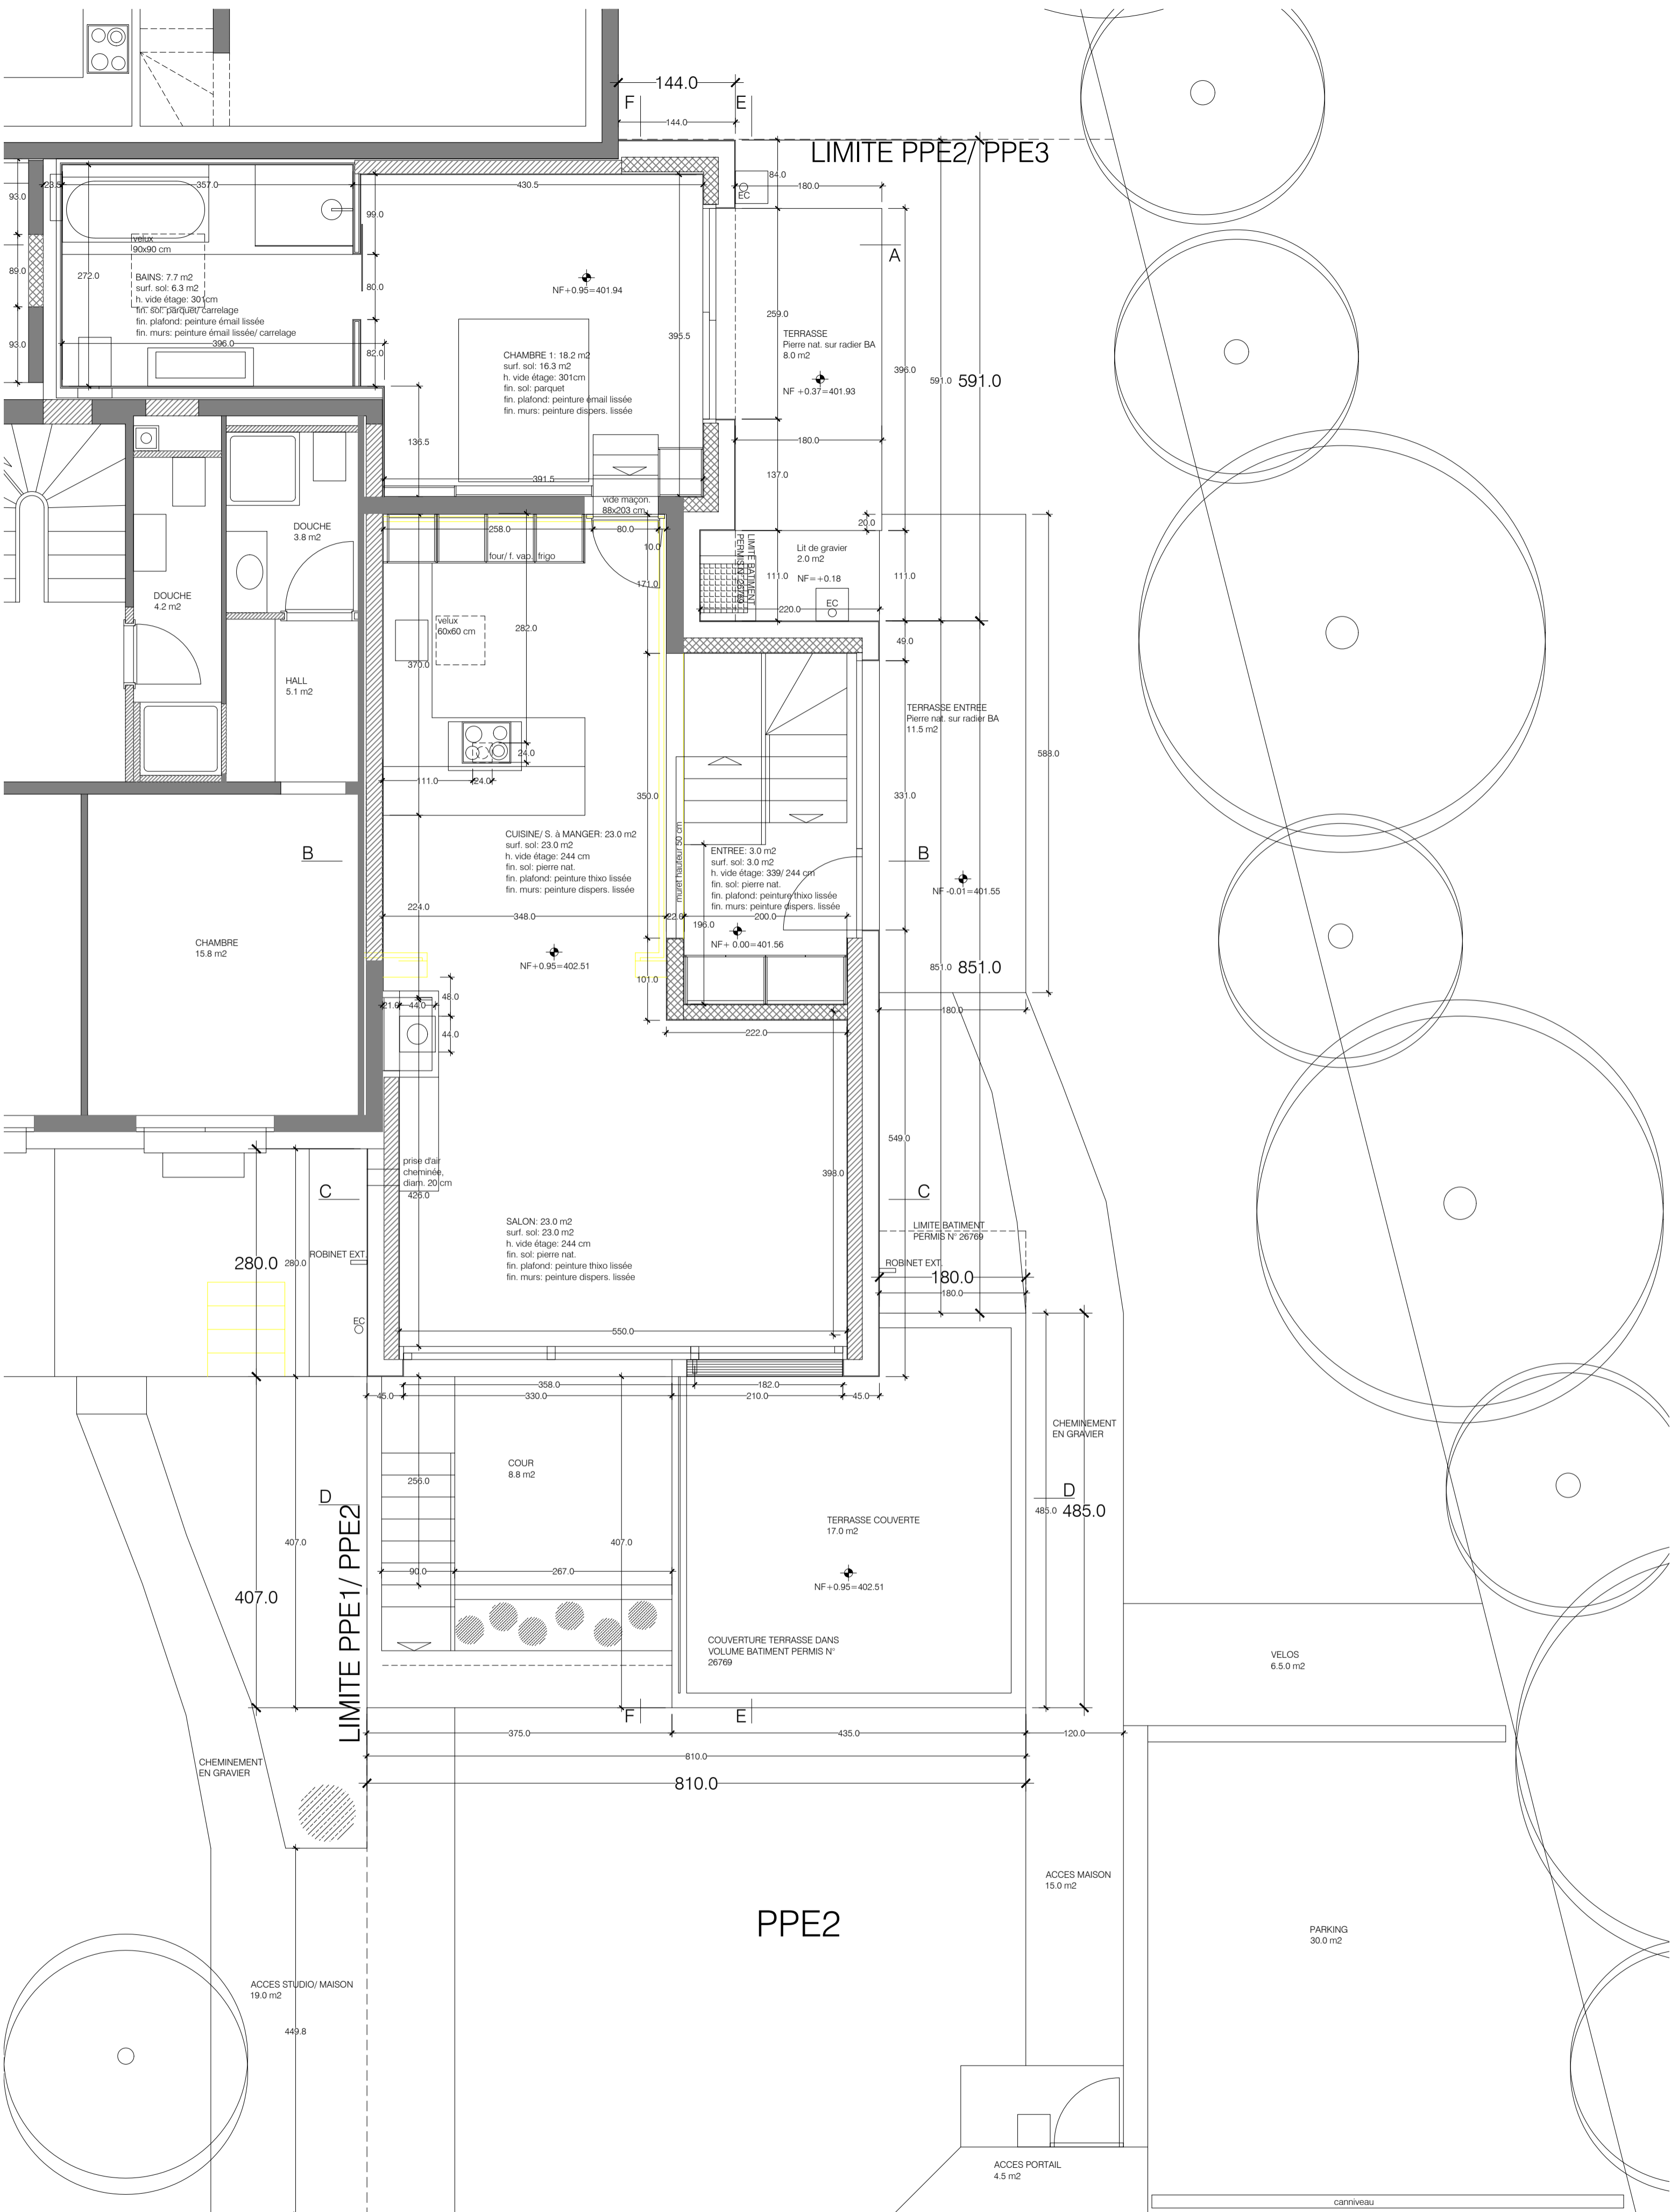 144.0
F
E
144.0
LIMITE PPE2/ PPE3
23.5
357.0
430.5
84.0
180.0
EC
93.0
99.0
velux
90x90 cm
A
89.0
272.0
BAINS: 7.7 m2
surf. sol: 6.3 m2
h. vide étage: 301cm
fin. sol: parquet/ carrelage
fin. plafond: peinture émail lissée
fin. murs: peinture émail lissée/ carrelage
80.0
NF+0.95=401.94
259.0
TERRASSE
Pierre nat. sur radier BA
8.0 m2
395.5
93.0
396.0
82.0
CHAMBRE 1: 18.2 m2
surf. sol: 16.3 m2
h. vide étage: 301cm
fin. sol: parquet
fin. plafond: peinture émail lissée
fin. murs: peinture dispers. lissée
396.0
591.0
591.0
NF +0.37=401.93
136.5
180.0
391.5
137.0
vide maçon.
88x203 cm
20.0
DOUCHE
3.8 m2
258.0
80.0
10.0
four/ f. vap.
frigo
LIMITE BATIMENT
PERMIS N° 26769
Lit de gravier
2.0 m2
NF=+0.18
111.0
111.0
171.0
EC
220.0
DOUCHE
4.2 m2
velux
60x60 cm
282.0
49.0
370.0
HALL
5.1 m2
TERRASSE ENTREE
Pierre nat. sur radier BA
11.5 m2
24.0
588.0
111.0
24.0
350.0
331.0
muret hauteur 50 cm
B
CUISINE/ S. à MANGER: 23.0 m2
surf. sol: 23.0 m2
h. vide étage: 244 cm
fin. sol: pierre nat.
fin. plafond: peinture thixo lissée
fin. murs: peinture dispers. lissée
ENTREE: 3.0 m2
surf. sol: 3.0 m2
h. vide étage: 339/ 244 cm
fin. sol: pierre nat.
fin. plafond: peinture thixo lissée
fin. murs: peinture dispers. lissée
B
NF -0.01=401.55
224.0
348.0
22.0
200.0
196.0
CHAMBRE
15.8 m2
NF+ 0.00=401.56
NF+0.95=402.51
101.0
851.0
851.0
21.0
44.0
48.0
44.0
180.0
222.0
549.0
prise d'air
cheminée,
diam. 20 cm
426.0
398.0
C
C
SALON: 23.0 m2
surf. sol: 23.0 m2
h. vide étage: 244 cm
fin. sol: pierre nat.
fin. plafond: peinture thixo lissée
fin. murs: peinture dispers. lissée
LIMITE BATIMENT
PERMIS N° 26769
280.0
280.0
ROBINET EXT.
ROBINET EXT.
180.0
180.0
EC
550.0
45.0
358.0
330.0
182.0
210.0
45.0
CHEMINEMENT
EN GRAVIER
COUR
8.8 m2
256.0
D
D
485.0
485.0
TERRASSE COUVERTE
17.0 m2
407.0
407.0
90.0
267.0
NF+0.95=402.51
407.0
LIMITE PPE1/ PPE2
COUVERTURE TERRASSE DANS
VOLUME BATIMENT PERMIS N°
26769
VELOS
6.5.0 m2
F
E
375.0
435.0
120.0
810.0
810.0
CHEMINEMENT
EN GRAVIER
ACCES MAISON
15.0 m2
PPE2
PARKING
30.0 m2
ACCES STUDIO/ MAISON
19.0 m2
449.8
ACCES PORTAIL
4.5 m2
canniveau